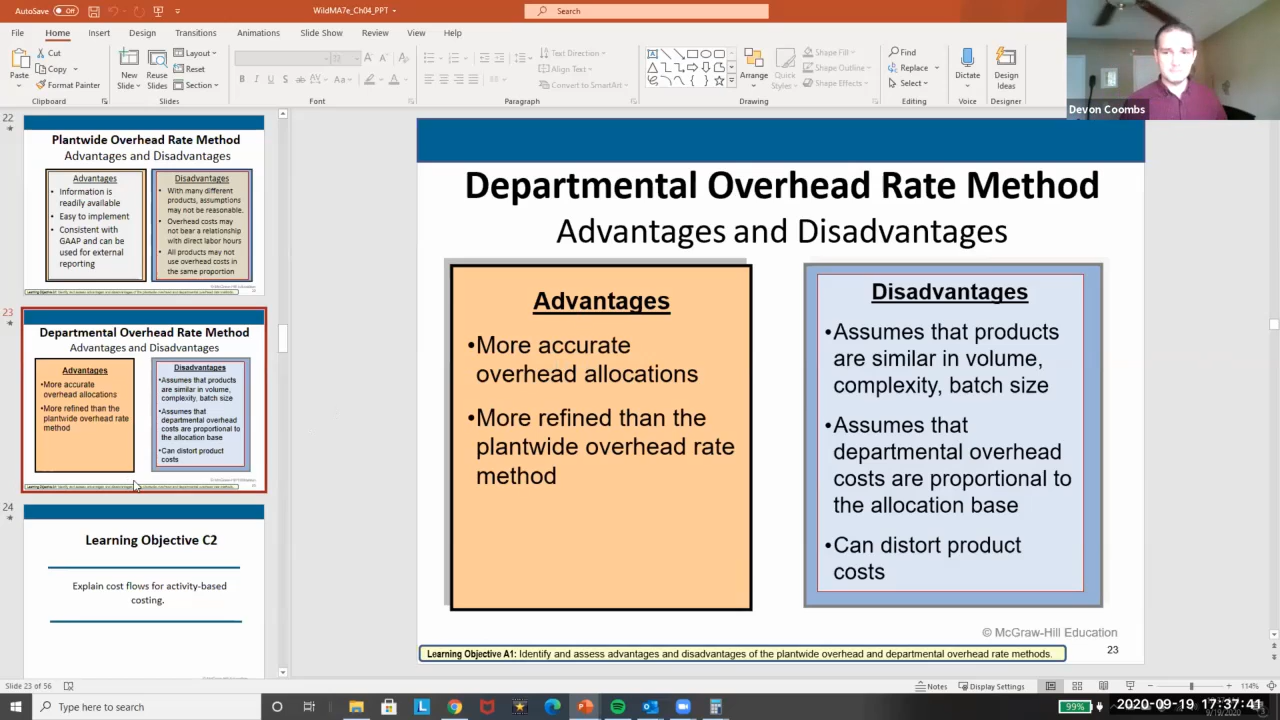 AutoSave
Off
WildMA7e_Ch04_PPT
Search
File
Home
Insert
Design
Transitions
Animations
Slide Show
Review
View
Help
Paste
Cut
Copy
Format Painter
Clipboard
New
Slide
Reuse
Slides
Layout
Reset
Section
Slides
Font
Text Direction
Align Text
Convert to SmartArt
Paragraph
Arrange
Quick
Styles
Shape Fill
Shape Outline
Shape Effects
Drawing
Find
Replace
Select
Editing
Dictate
Voice
Design
Ideas
Designer
Devon Coombs
22
Plantwide Overhead Rate Method
Advantages and Disadvantages
Advantages
• Information is
readily available
• Easy to implement
• Consistent with
GAAP and can be
used for external
reporting
Disadvantages
• With many different
products, assumptions
may not be reasonable.
• Overhead costs may
not bear a relationship
with direct labor hours
• All products may not
use overhead costs in
the same proportion
23
Departmental Overhead Rate Method
Advantages and Disadvantages
Advantages
•More accurate
overhead allocations
•More refined than the
plantwide overhead rate
method
Disadvantages
•Assumes that products
are similar in volume,
complexity, batch size
•Assumes that
departmental overhead
costs are proportional to
the allocation base
•Can distort product
costs
24
Learning Objective C2
Explain cost flows for activity-based
costing.
Departmental Overhead Rate Method
Advantages and Disadvantages
Advantages
•More accurate
overhead allocations
•More refined than the
plantwide overhead rate
method
Disadvantages
•Assumes that products
are similar in volume,
complexity, batch size
•Assumes that
departmental overhead
costs are proportional to
the allocation base
•Can distort product
costs
© McGraw-Hill Education
Learning Objective A1: Identify and assess advantages and disadvantages of the plantwide overhead and departmental overhead rate methods.
23
Slide 23 of 56
Notes
Display Settings
114%
Type here to search
99%
2020-09-19 17:37:41